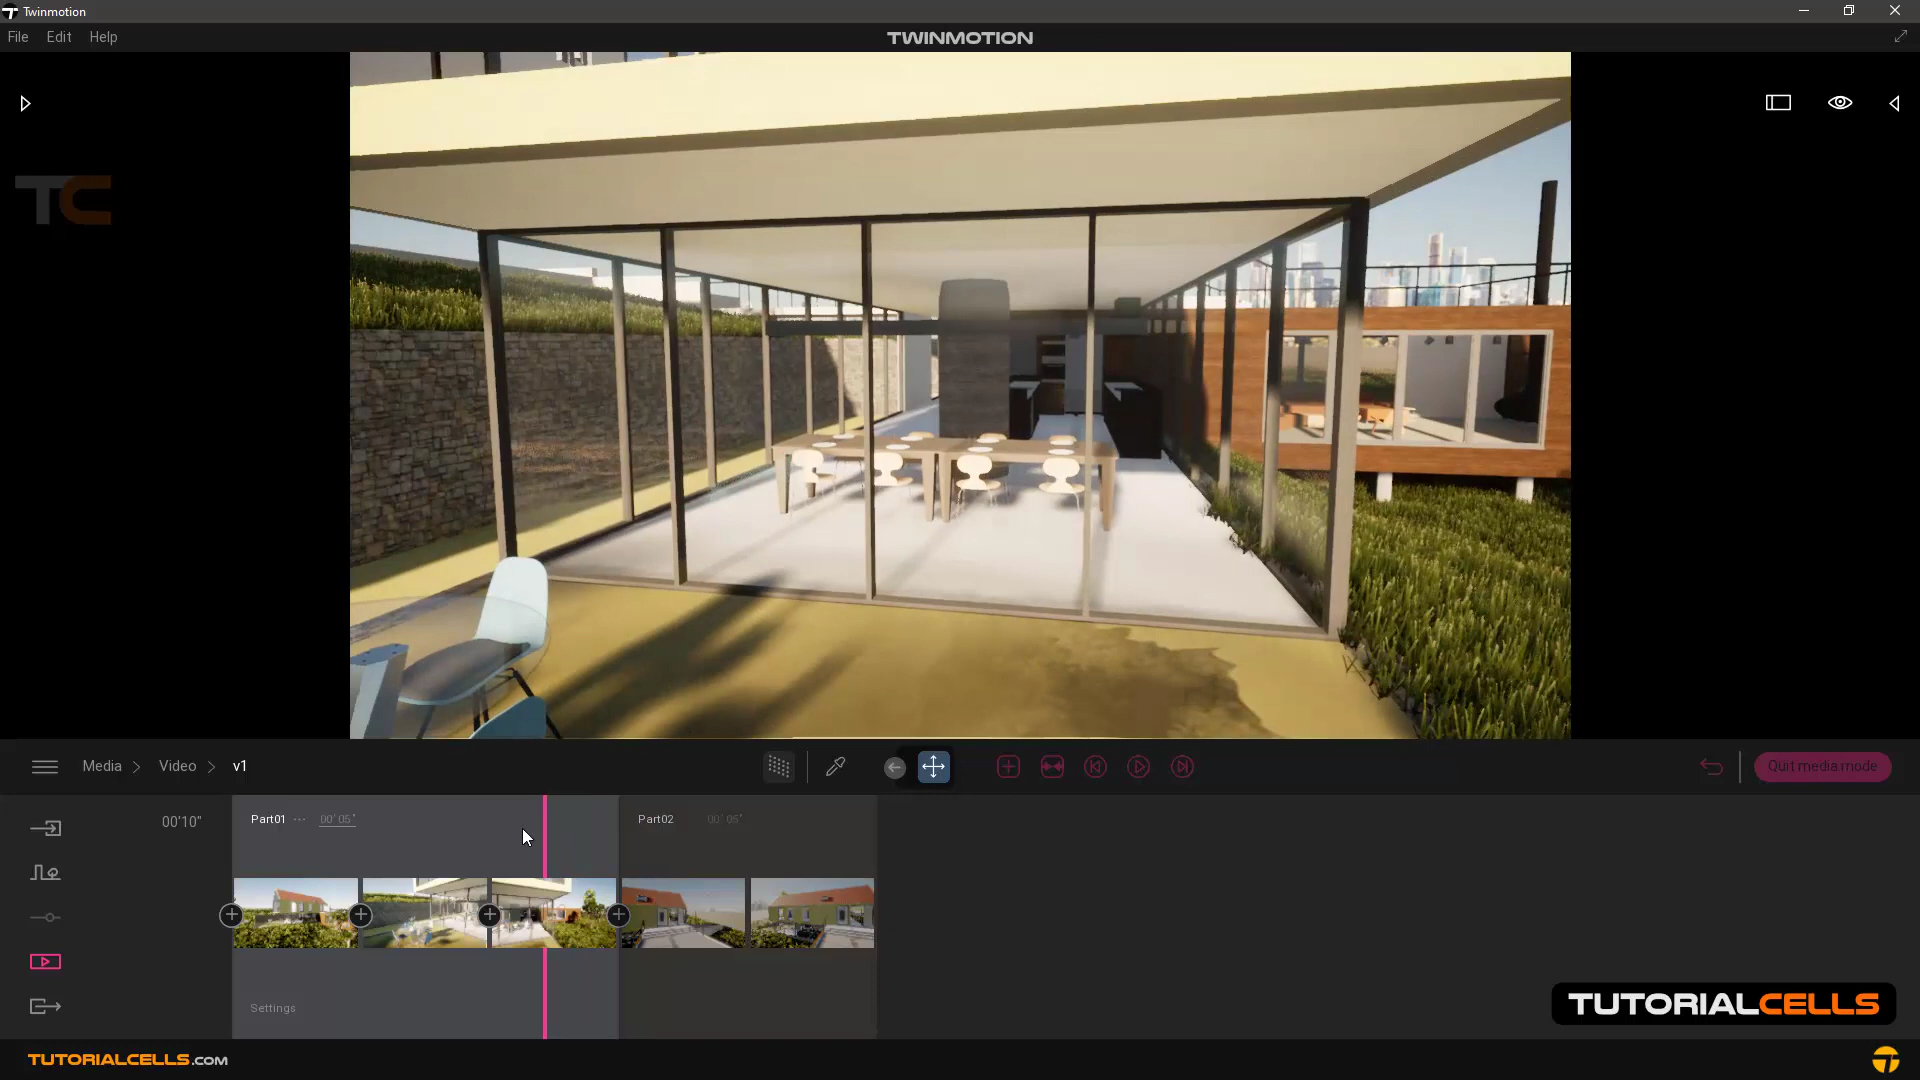 Twinmotion
File Edit Help
TWINMOTION
TC
Media > Video > v1
Quit media mode
00'10"
Part01 ... 00'05"
Part02 00'05"
Settings
TUTORIALCELLS
TUTORIALCELLS.COM